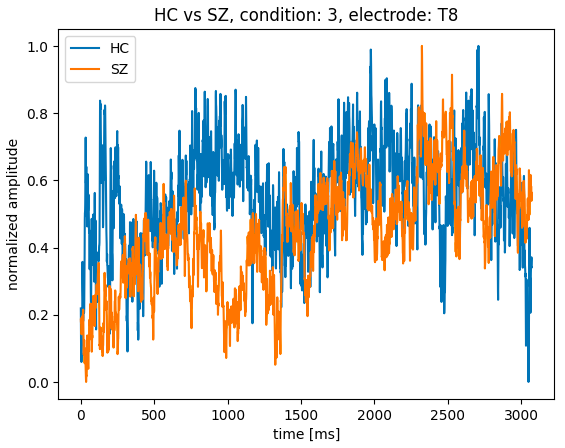 HC vs SZ, condition: 3, electrode: T8
HC
SZ
normalized amplitude
1.0
0.8
0.6
0.4
0.2
0.0
0 500 1000 1500 2000 2500 3000
time [ms]